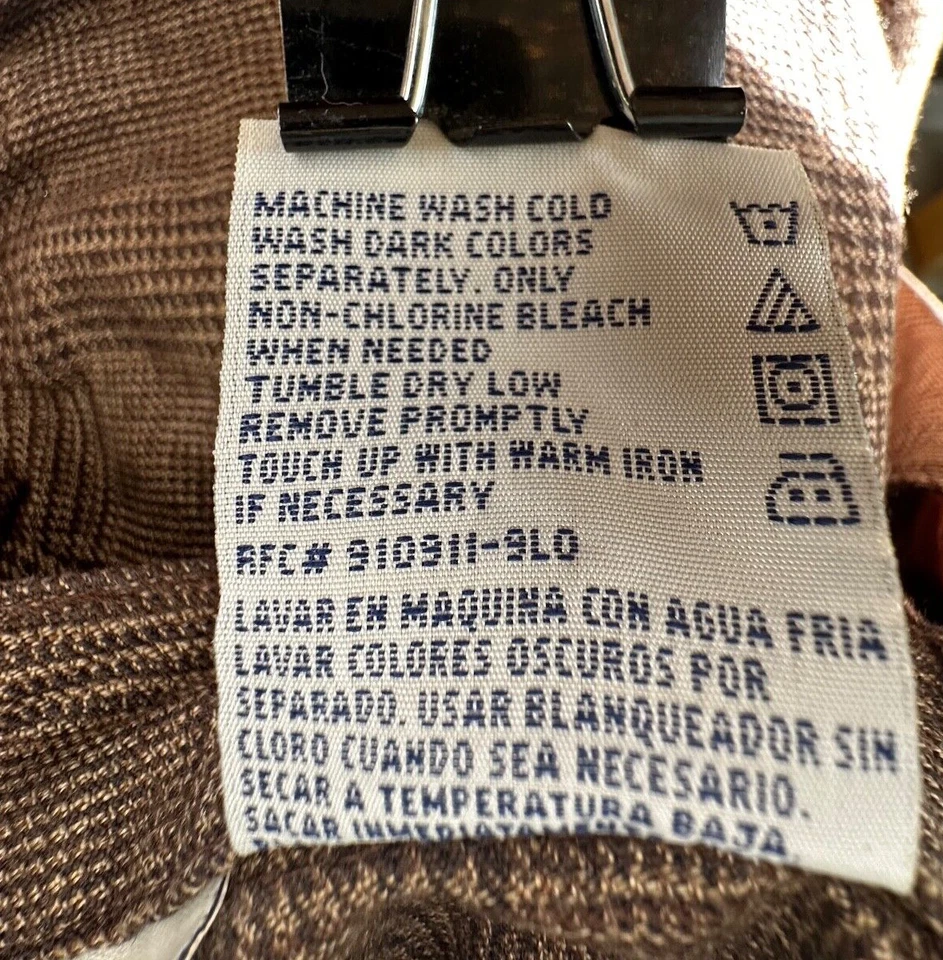 MACHINE WASH COLD
WASH DARK COLORS
SEPARATELY. ONLY
NON-CHLORINE BLEACH
WHEN NEEDED
TUMBLE DRY LOW
REMOVE PROMPTLY
TOUCH UP WITH WARM IRON
IF NECESSARY
RFC# 910911-9L0
LAVAR EN MAQUINA CON AGUA FRIA
LAVAR COLORES OSCUROS POR
SEPARADO. USAR BLANQUEADOR SIN
CLORO CUANDO SEA NECESARIO.
SECAR A TEMPERATURA BAJA.
SACAR